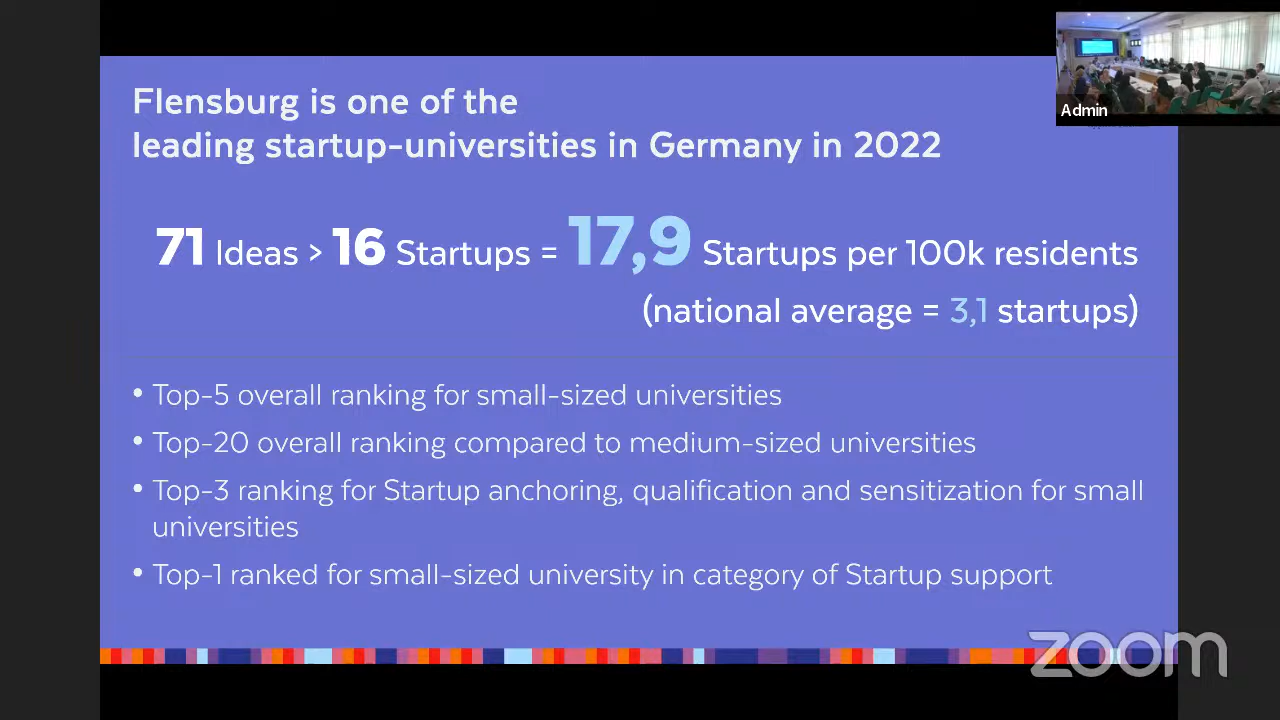 Flensburg is one of the
leading startup-universities in Germany in 2022
71 Ideas > 16 Startups = 17,9 Startups per 100k residents
(national average = 3,1 startups)
• Top-5 overall ranking for small-sized universities
• Top-20 overall ranking compared to medium-sized universities
• Top-3 ranking for Startup anchoring, qualification and sensitization for small
universities
• Top-1 ranked for small-sized university in category of Startup support
Admin
zoom